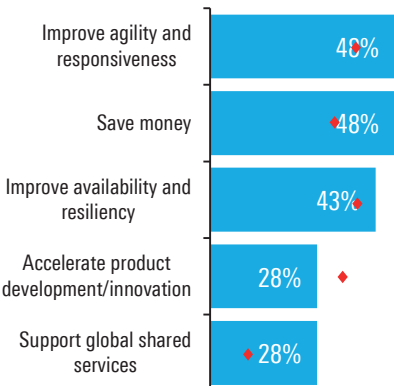 Improve agility and
responsiveness
48%
Save money
48%
Improve availability and
resiliency
43%
Accelerate product
development/innovation
28%
Support global shared
services
28%